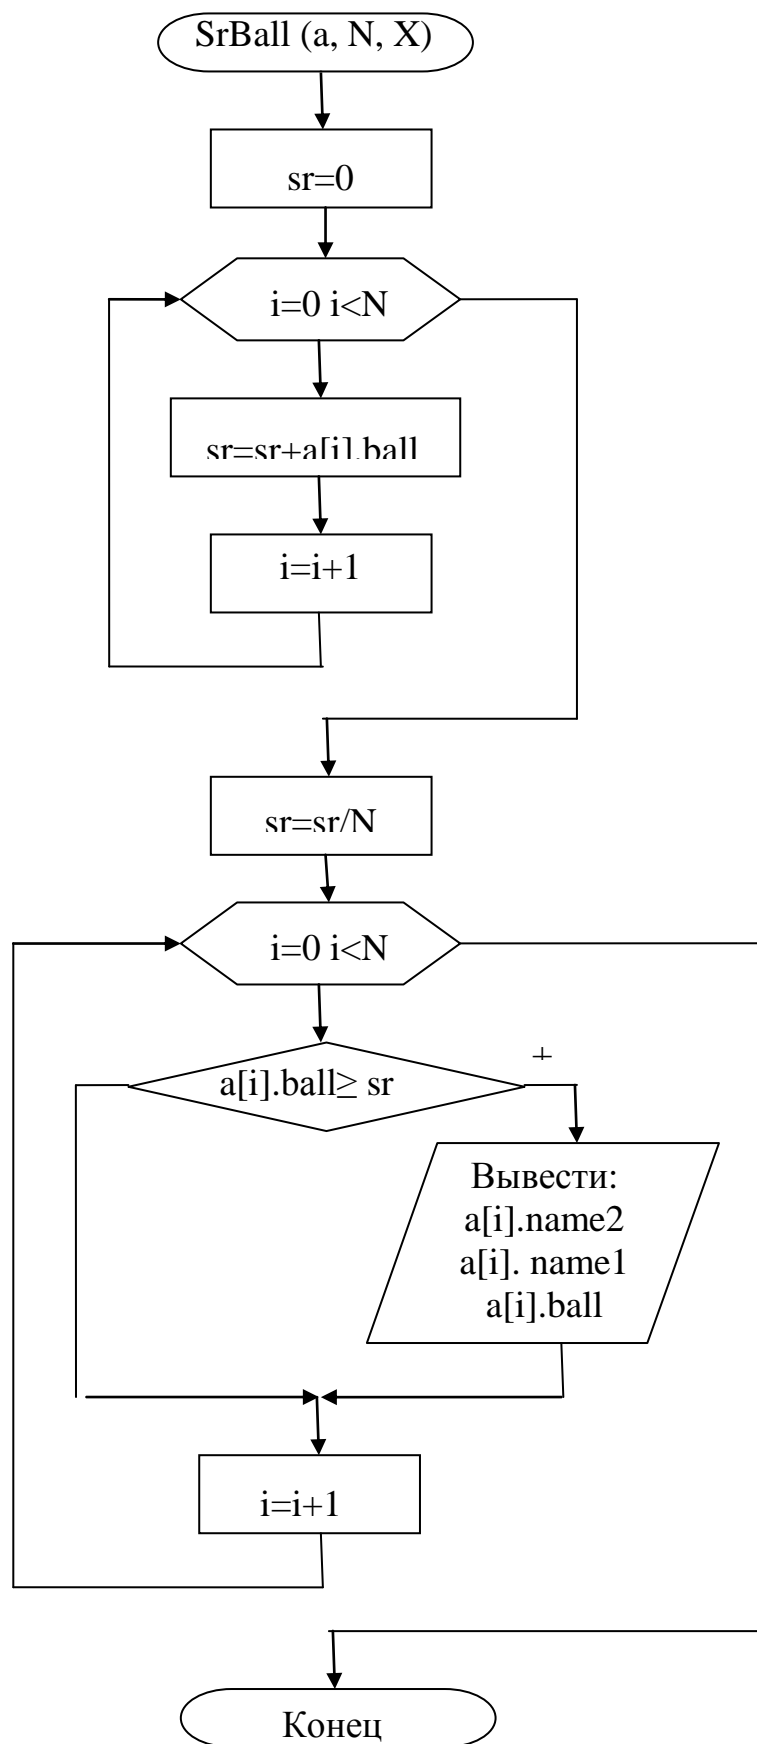 SrBall (a, N, X)
sr=0
i=0 i<N
sr=sr+a[i].ball
i=i+1
sr=sr/N
i=0 i<N
a[i].ball≥ sr
+
Вывести:
a[i].name2
a[i]. name1
a[i].ball
i=i+1
Конец